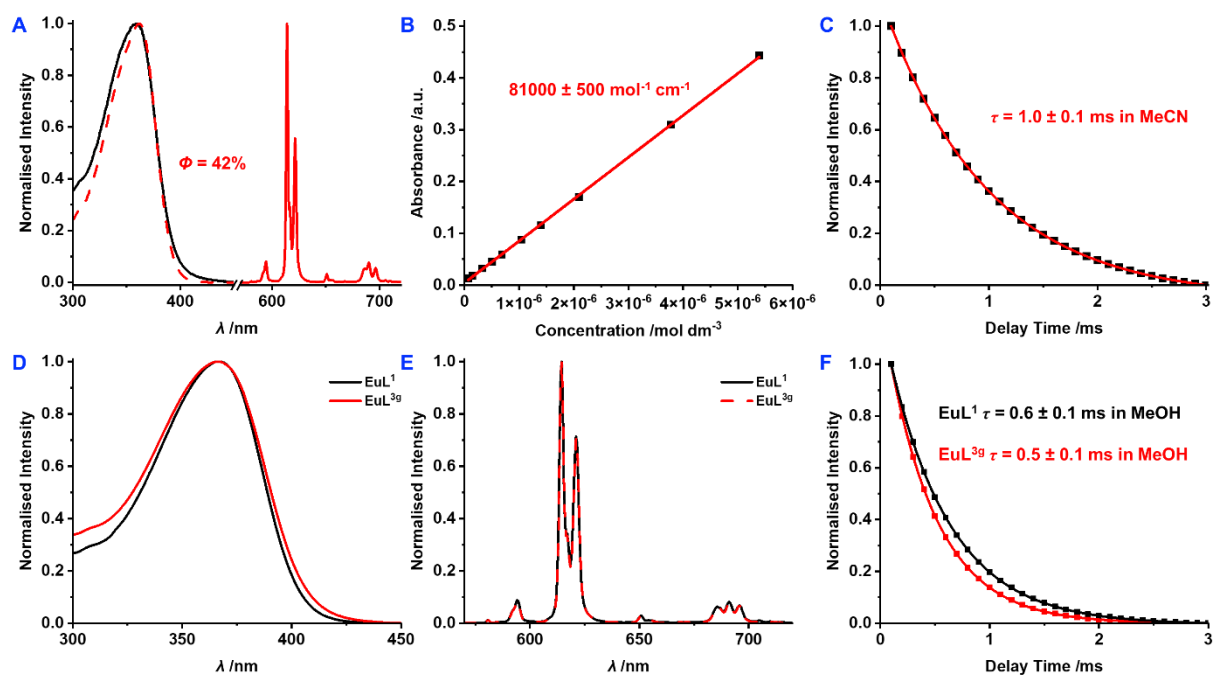 A
Normalised Intensity
1.0
0.8
0.6
0.4
0.2
0.0
Φ = 42%
300
400
600
700
λ /nm
B
Absorbance /a.u.
0.5
0.4
0.3
0.2
0.1
0.0
81000 ± 500 mol⁻¹ cm⁻¹
0
1×10⁻⁶
2×10⁻⁶
3×10⁻⁶
4×10⁻⁶
5×10⁻⁶
6×10⁻⁶
Concentration /mol dm⁻³
C
Normalised Intensity
1.0
0.8
0.6
0.4
0.2
0.0
τ = 1.0 ± 0.1 ms in MeCN
0
1
2
3
Delay Time /ms
D
Normalised Intensity
1.0
0.8
0.6
0.4
0.2
0.0
EuL¹
EuL³ᵍ
300
350
400
450
λ /nm
E
Normalised Intensity
1.0
0.8
0.6
0.4
0.2
0.0
EuL¹
EuL³ᵍ
600
650
700
λ /nm
F
Normalised Intensity
1.0
0.8
0.6
0.4
0.2
0.0
EuL¹ τ = 0.6 ± 0.1 ms in MeOH
EuL³ᵍ τ = 0.5 ± 0.1 ms in MeOH
0
1
2
3
Delay Time /ms